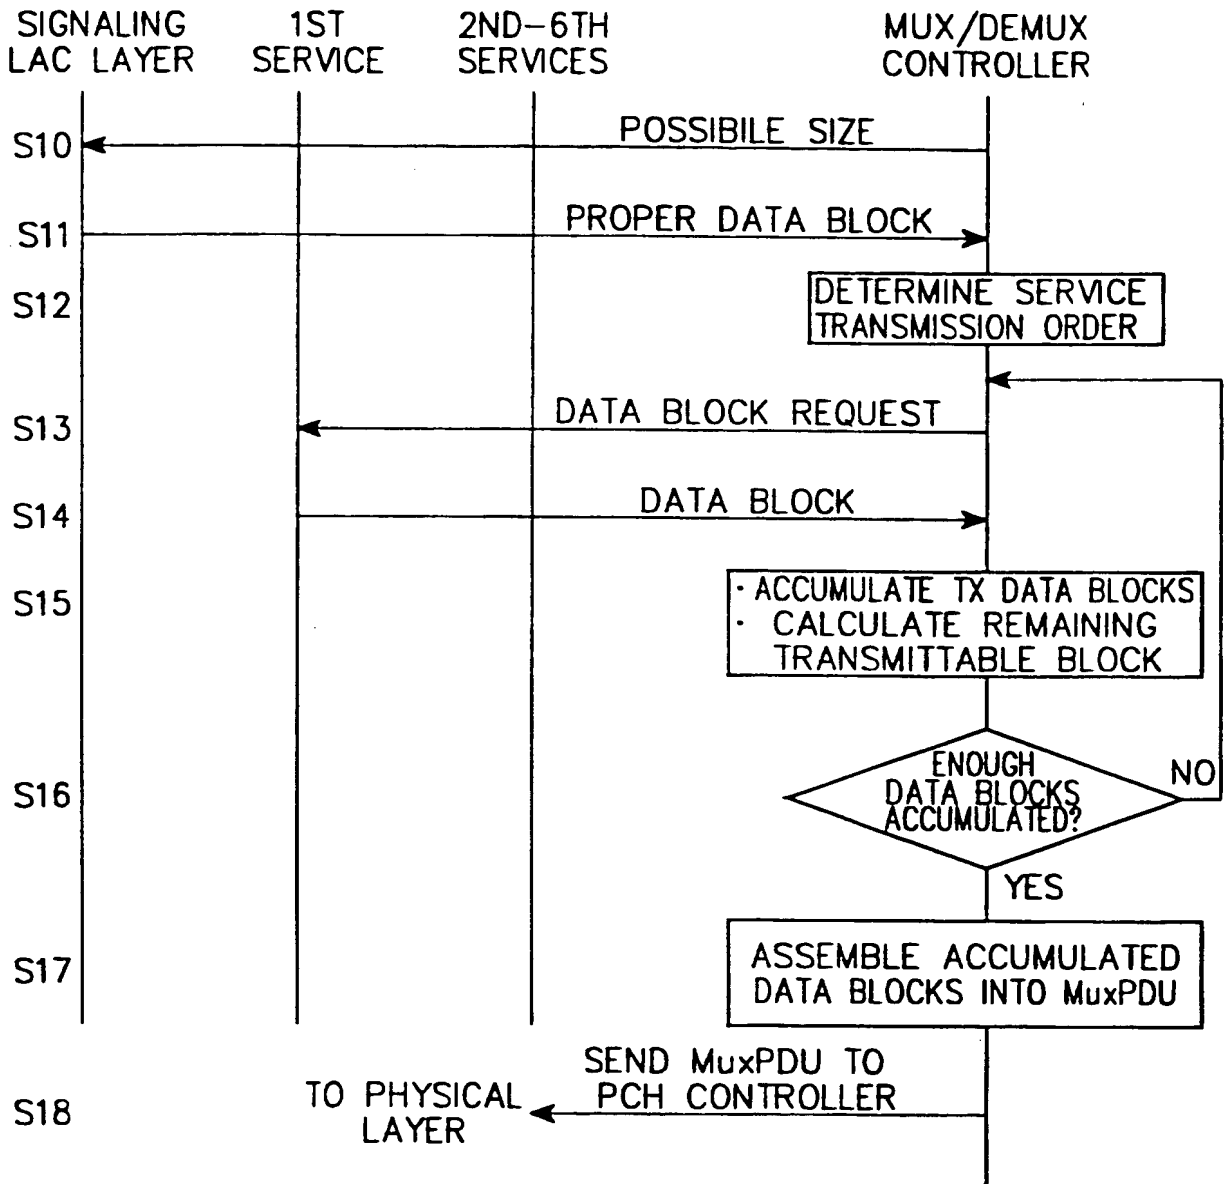 SIGNALING
LAC LAYER
1ST
SERVICE
2ND-6TH
SERVICES
MUX/DEMUX
CONTROLLER
S10
POSSIBILE SIZE
S11
PROPER DATA BLOCK
S12
DETERMINE SERVICE
TRANSMISSION ORDER
S13
DATA BLOCK REQUEST
S14
DATA BLOCK
S15
· ACCUMULATE TX DATA BLOCKS
· CALCULATE REMAINING
TRANSMITTABLE BLOCK
S16
ENOUGH
DATA BLOCKS
ACCUMULATED?
NO
YES
S17
ASSEMBLE ACCUMULATED
DATA BLOCKS INTO MuxPDU
S18
TO PHYSICAL
LAYER
SEND MuxPDU TO
PCH CONTROLLER